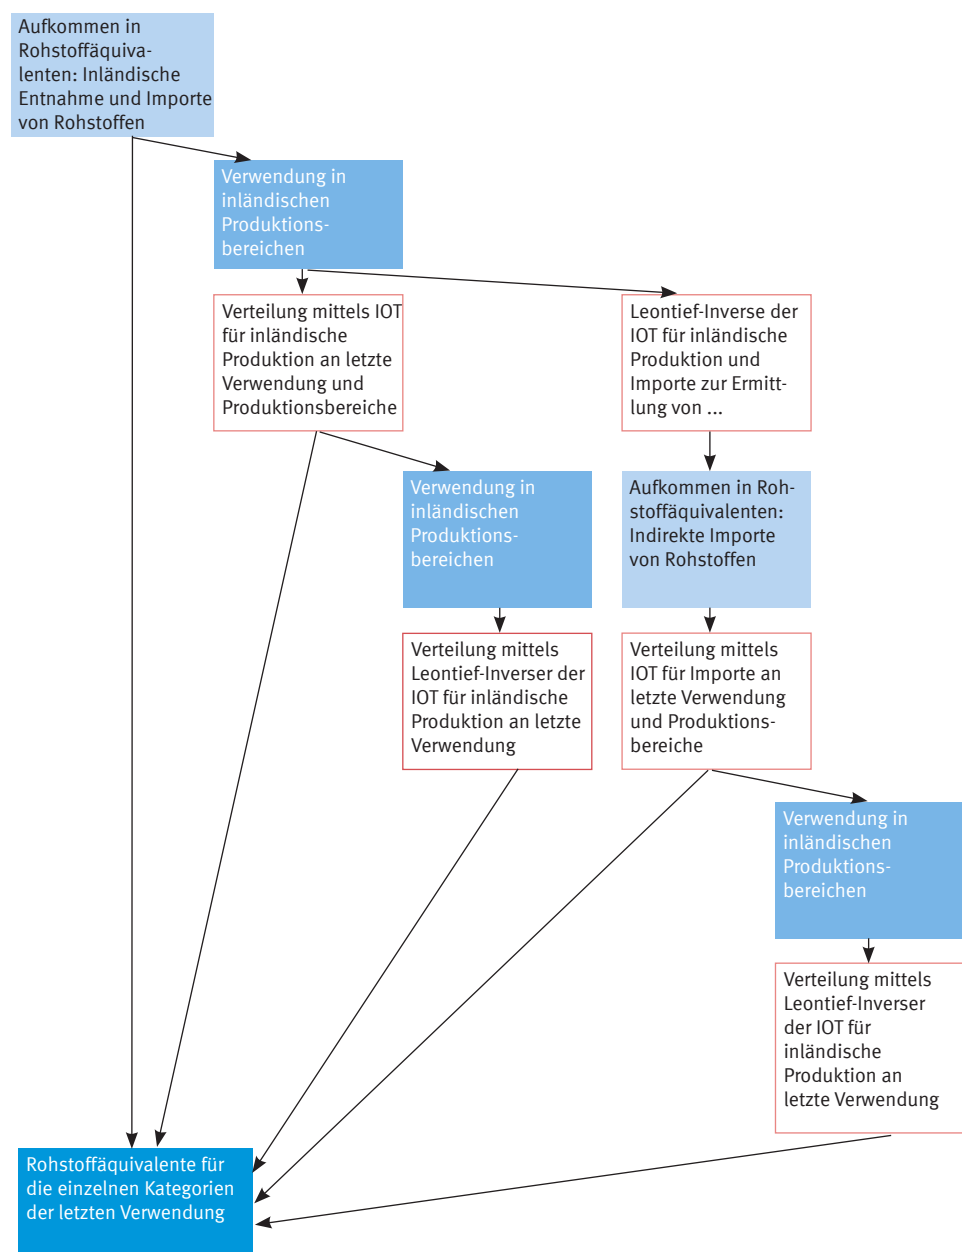 Aufkommen in
Rohstoffäquiva-
lenten: Inländische
Entnahme und Importe
von Rohstoffen
Verwendung in
inländischen
Produktions-
bereichen
Verteilung mittels IOT
für inländische
Produktion an letzte
Verwendung und
Produktionsbereiche
Leontief-Inverse der
IOT für inländische
Produktion und
Importe zur Ermitt-
lung von ...
Verwendung in
inländischen
Produktions-
bereichen
Aufkommen in Roh-
stoffäquivalenten:
Indirekte Importe
von Rohstoffen
Verteilung mittels
Leontief-Inverser der
IOT für inländische
Produktion an letzte
Verwendung
Verteilung mittels
IOT für Importe an
letzte Verwendung
und Produktions-
bereiche
Verwendung in
inländischen
Produktions-
bereichen
Verteilung mittels
Leontief-Inverser
der IOT für
inländische
Produktion an
letzte Verwendung
Rohstoffäquivalente für
die einzelnen Kategorien
der letzten Verwendung